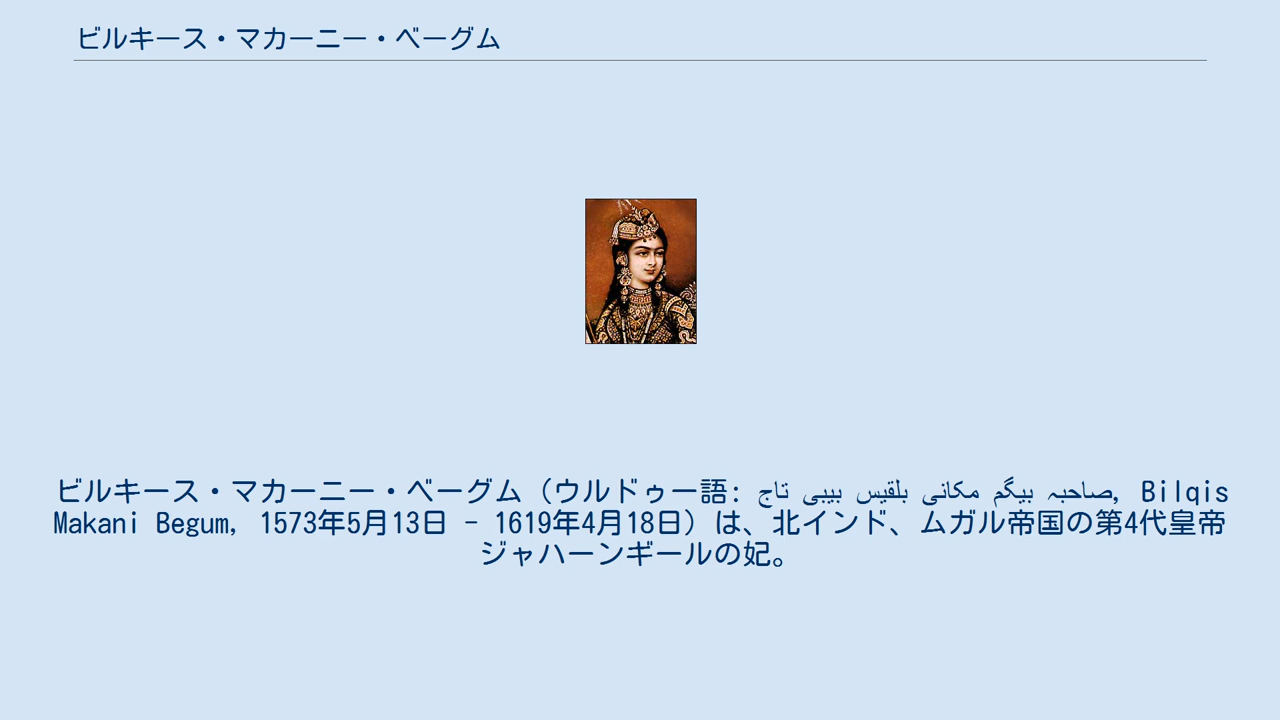 ビルキース・マカーニー・ベーグム
ビルキース・マカーニー・ベーグム（ウルドゥー語: تاج بیبی بلقیس مکانی بیگم صاحبہ, Bilqis
Makani Begum, 1573年5月13日 - 1619年4月18日）は、北インド、ムガル帝国の第4代皇帝
ジャハーンギールの妃。